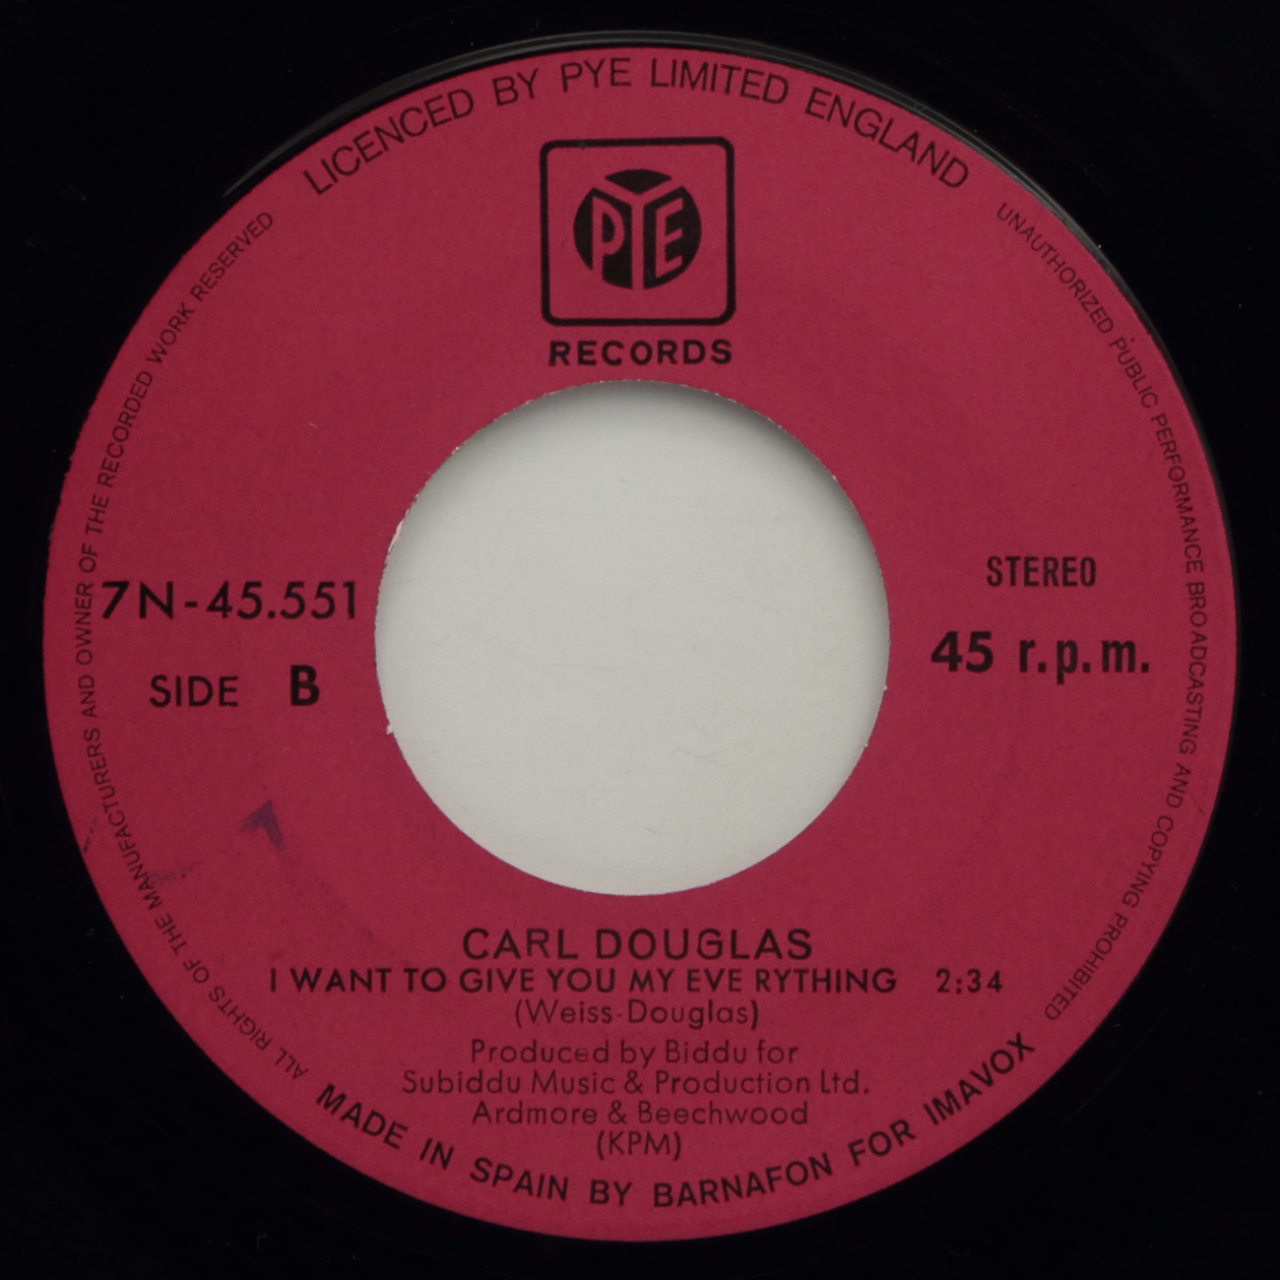 LICENCED BY PYE LIMITED ENGLAND
PYE
RECORDS
UNAUTHORIZED PUBLIC PERFORMANCE BROADCASTING AND COPYING PROHIBITED
ALL RIGHTS OF THE MANUFACTURERS AND OWNER OF THE RECORDED WORK RESERVED
7N-45.551
SIDE B
STEREO
45 r.p.m.
CARL DOUGLAS
I WANT TO GIVE YOU MY EVE RYTHING 2:34
(Weiss-Douglas)
Produced by Biddu for
Subiddu Music & Production Ltd.
Ardmore & Beechwood
(KPM)
MADE IN SPAIN BY BARNAFON FOR IMAVOX